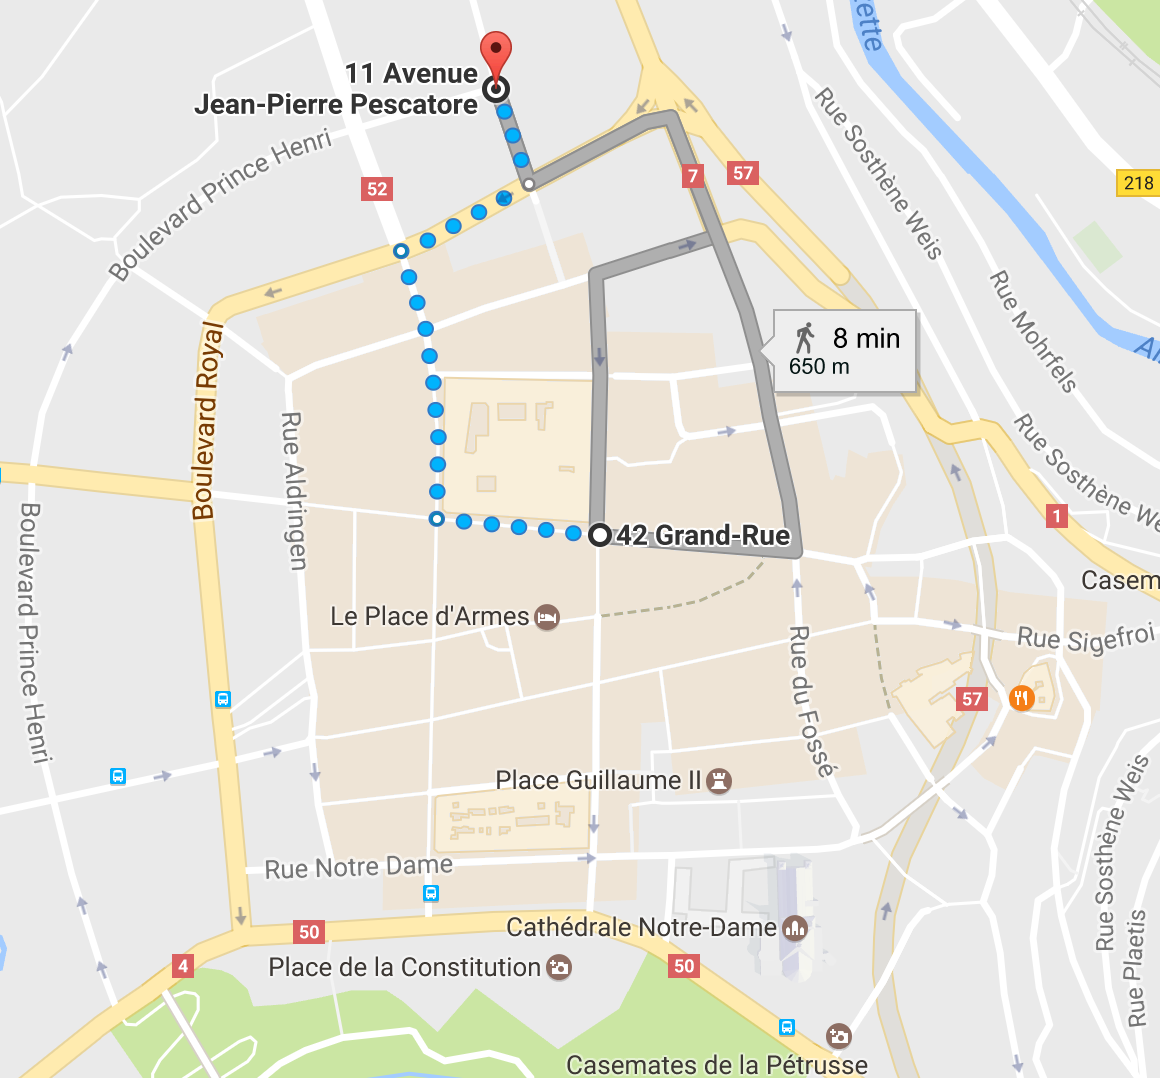 ette
11 Avenue
Jean-Pierre Pescatore
Boulevard Prince Henri
52
7
57
218
Rue Sosthène Weis
Rue Mohrfels
Al
8 min
650 m
Boulevard Royal
Rue Aldringen
Rue Sosthène We
1
42 Grand-Rue
Casem
Boulevard Prince Henri
Le Place d'Armes
Rue du Fossé
Rue Sigefroi
57
Place Guillaume II
Rue Sosthène Weis
Rue Notre Dame
50
Cathédrale Notre-Dame
4
Place de la Constitution
50
Rue Plaetis
Casemates de la Pétrusse